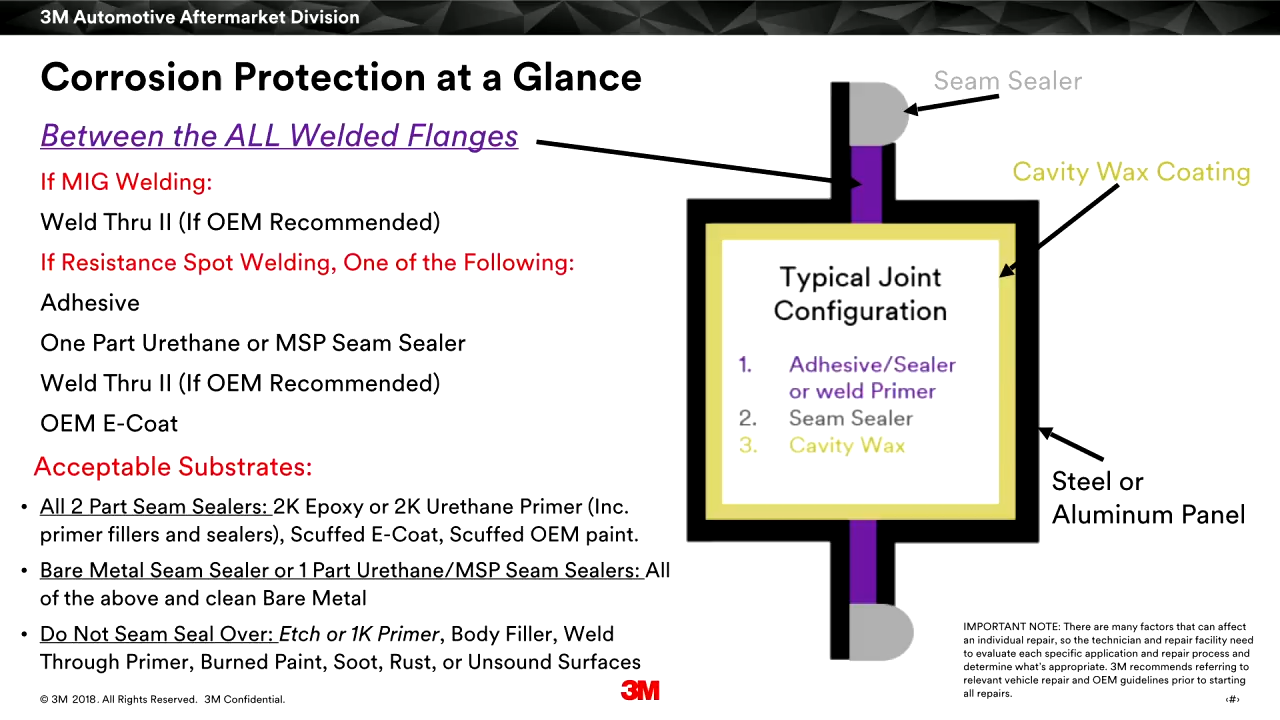 3M Automotive Aftermarket Division
Corrosion Protection at a Glance
Between the ALL Welded Flanges
If MIG Welding:
Weld Thru II (If OEM Recommended)
If Resistance Spot Welding, One of the Following:
Adhesive
One Part Urethane or MSP Seam Sealer
Weld Thru II (If OEM Recommended)
OEM E-Coat
Acceptable Substrates:
• All 2 Part Seam Sealers: 2K Epoxy or 2K Urethane Primer (Inc.
primer fillers and sealers), Scuffed E-Coat, Scuffed OEM paint.
• Bare Metal Seam Sealer or 1 Part Urethane/MSP Seam Sealers: All
of the above and clean Bare Metal
• Do Not Seam Seal Over: Etch or 1K Primer, Body Filler, Weld
Through Primer, Burned Paint, Soot, Rust, or Unsound Surfaces
Seam Sealer
Cavity Wax Coating
Typical Joint
Configuration
1. Adhesive/Sealer
or weld Primer
2. Seam Sealer
3. Cavity Wax
Steel or
Aluminum Panel
IMPORTANT NOTE: There are many factors that can affect
an individual repair, so the technician and repair facility need
to evaluate each specific application and repair process and
determine what's appropriate. 3M recommends referring to
relevant vehicle repair and OEM guidelines prior to starting
all repairs.
© 3M 2018. All Rights Reserved. 3M Confidential.
3M
‹#›